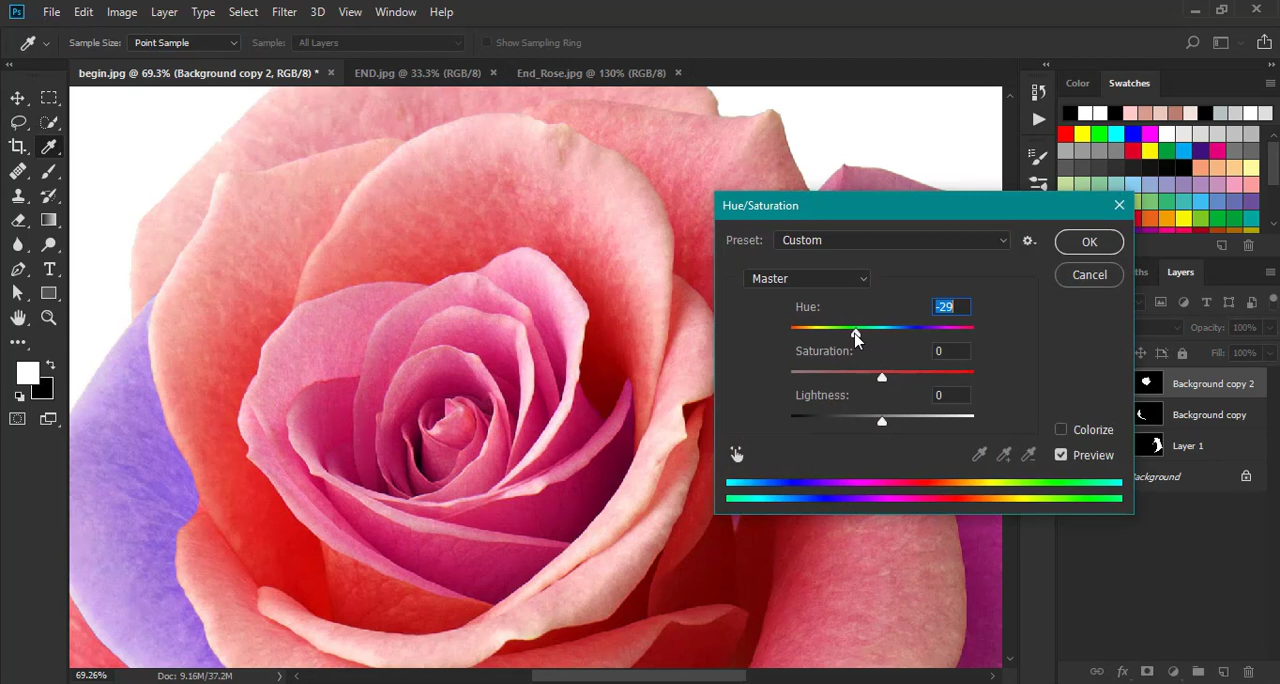 Ps File Edit Image Layer Type Select Filter 3D View Window Help
Sample Size: Point Sample Sample: All Layers Show Sampling Ring
begin.jpg @ 69.3% (Background copy 2, RGB/8) * × END.jpg @ 33.3% (RGB/8) × End_Rose.jpg @ 130% (RGB/8) ×
Color Swatches
Hue/Saturation
Preset: Custom
OK
Master
Cancel
Hue: -29
Saturation: 0
Lightness: 0
Colorize
Preview
ths Layers
Opacity: 100%
Fill: 100%
Background copy 2
Background copy
Layer 1
ackground
69.26% Doc: 9.16M/37.2M